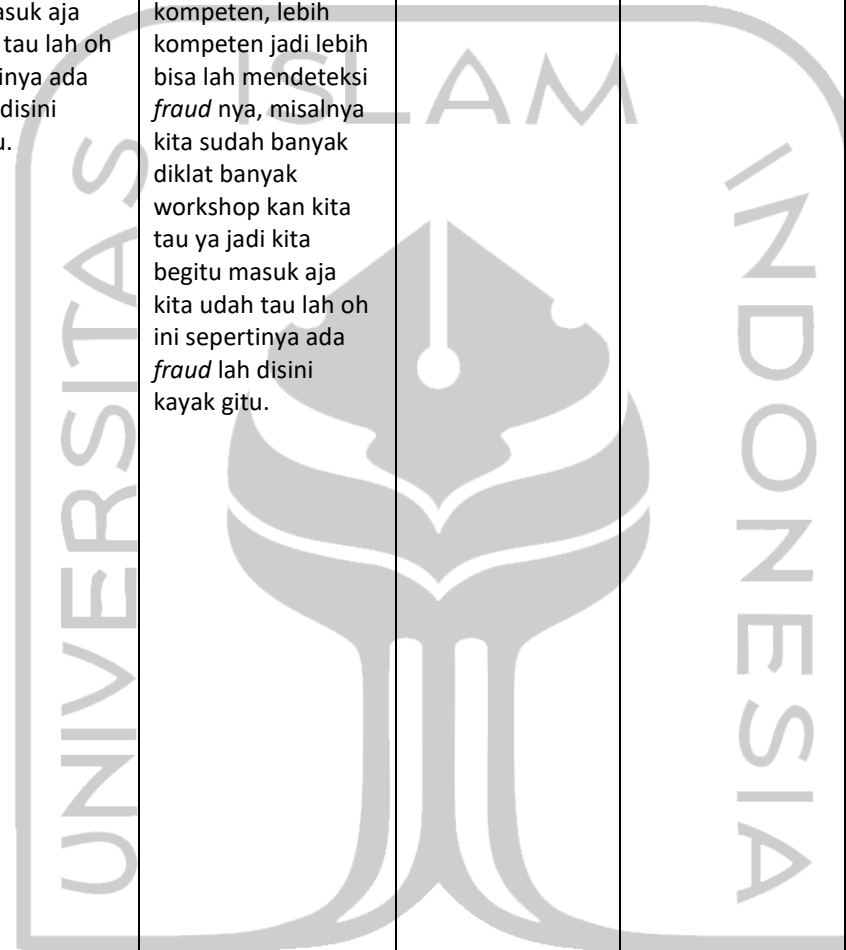 asuk aja
tau lah oh
inya ada
disini
u.
kompeten, lebih
kompeten jadi lebih
bisa lah mendeteksi
fraud nya, misalnya
kita sudah banyak
diklat banyak
workshop kan kita
tau ya jadi kita
begitu masuk aja
kita udah tau lah oh
ini sepertinya ada
fraud lah disini
kayak gitu.
UNIVERSITAS
ISLAM
INDONESIA